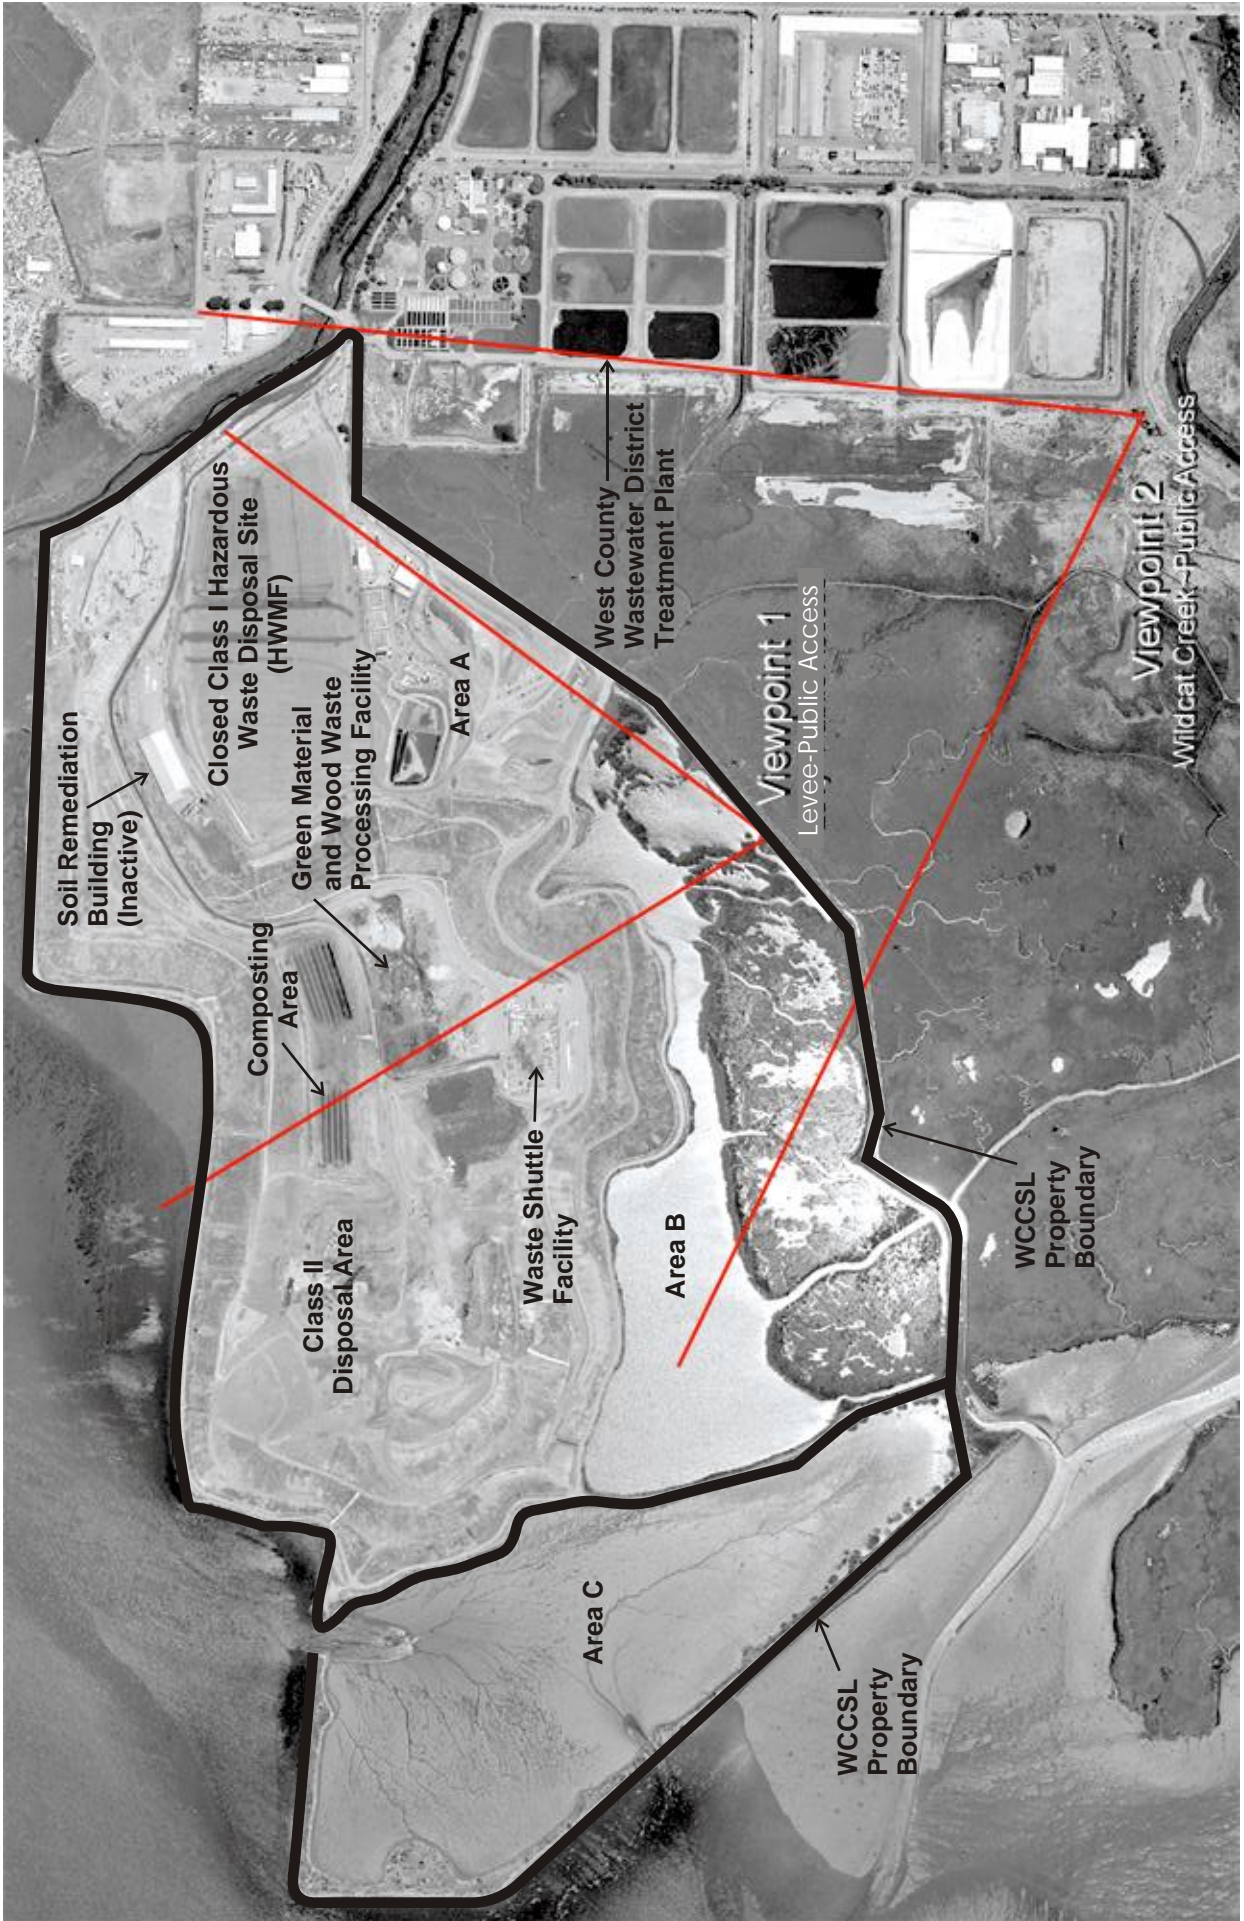 Soil Remediation
Building
(Inactive)
Closed Class I Hazardous
Waste Disposal Site
(HWMF)
Green Material
and Wood Waste
Processing Facility
Composting
Area
Area A
Class II
Disposal Area
Waste Shuttle
Facility
Area B
Area C
West County
Wastewater District
Treatment Plant
Viewpoint 1
Levee-Public Access
Viewpoint 2
Wildcat Creek-Public Access
WCCSL
Property
Boundary
WCCSL
Property
Boundary